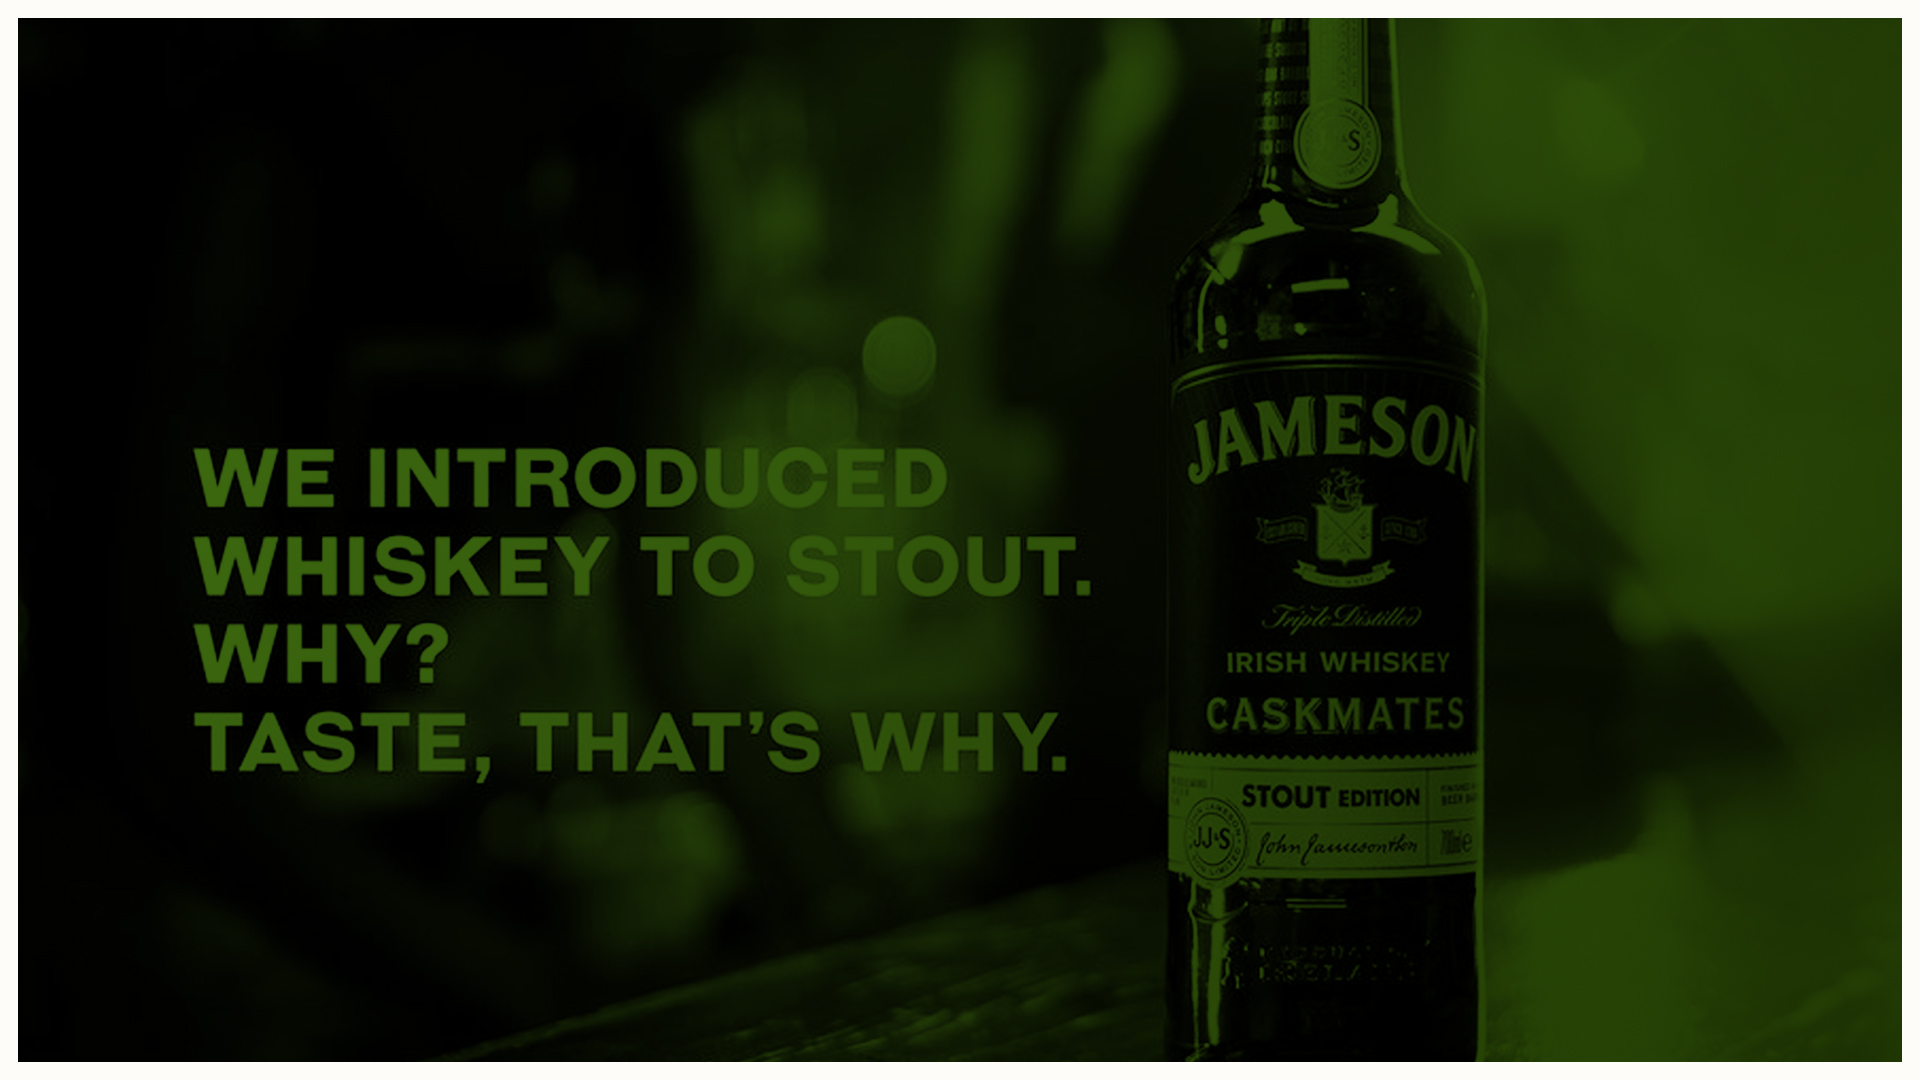 WE INTRODUCED
WHISKEY TO STOUT.
WHY?
TASTE, THAT’S WHY.
JAMESON
Triple Distilled
IRISH WHISKEY
CASKMATES
STOUT EDITION
JJ&S
John Jameson & Son